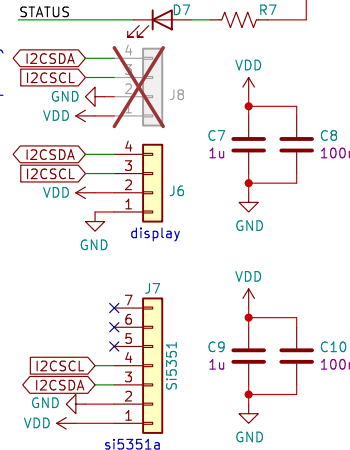 STATUS
D7
R7
I2CSDA
4
I2CSCL
3
GND
2
J8
VDD
1
VDD
C7
1u
C8
100n
GND
I2CSDA
4
I2CSCL
3
VDD
2
J6
1
GND
display
J7
7
6
5
Si5351
I2CSCL
4
I2CSDA
3
GND
2
VDD
1
si5351a
VDD
C9
1u
C10
GND